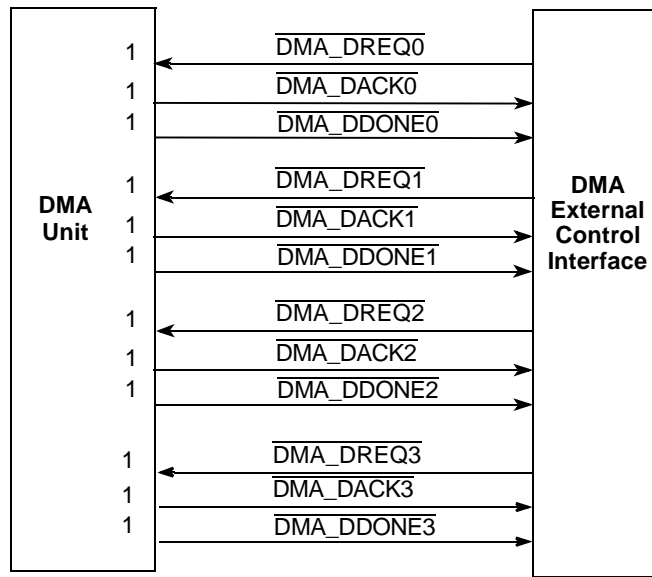 1 DMA_DREQ0
1 DMA_DACK0
1 DMA_DDONE0
1 DMA_DREQ1
1 DMA_DACK1
1 DMA_DDONE1
DMA
Unit
DMA
External
Control
Interface
1 DMA_DREQ2
1 DMA_DACK2
1 DMA_DDONE2
1 DMA_DREQ3
1 DMA_DACK3
1 DMA_DDONE3